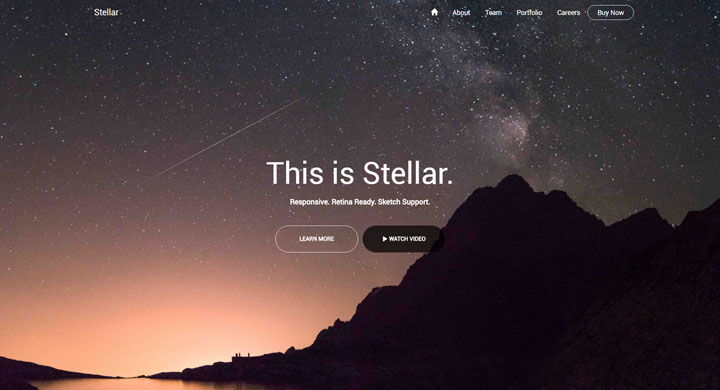 Stellar
About Team Portfolio Careers Buy Now
This is Stellar.
Responsive. Retina Ready. Sketch Support.
LEARN MORE WATCH VIDEO